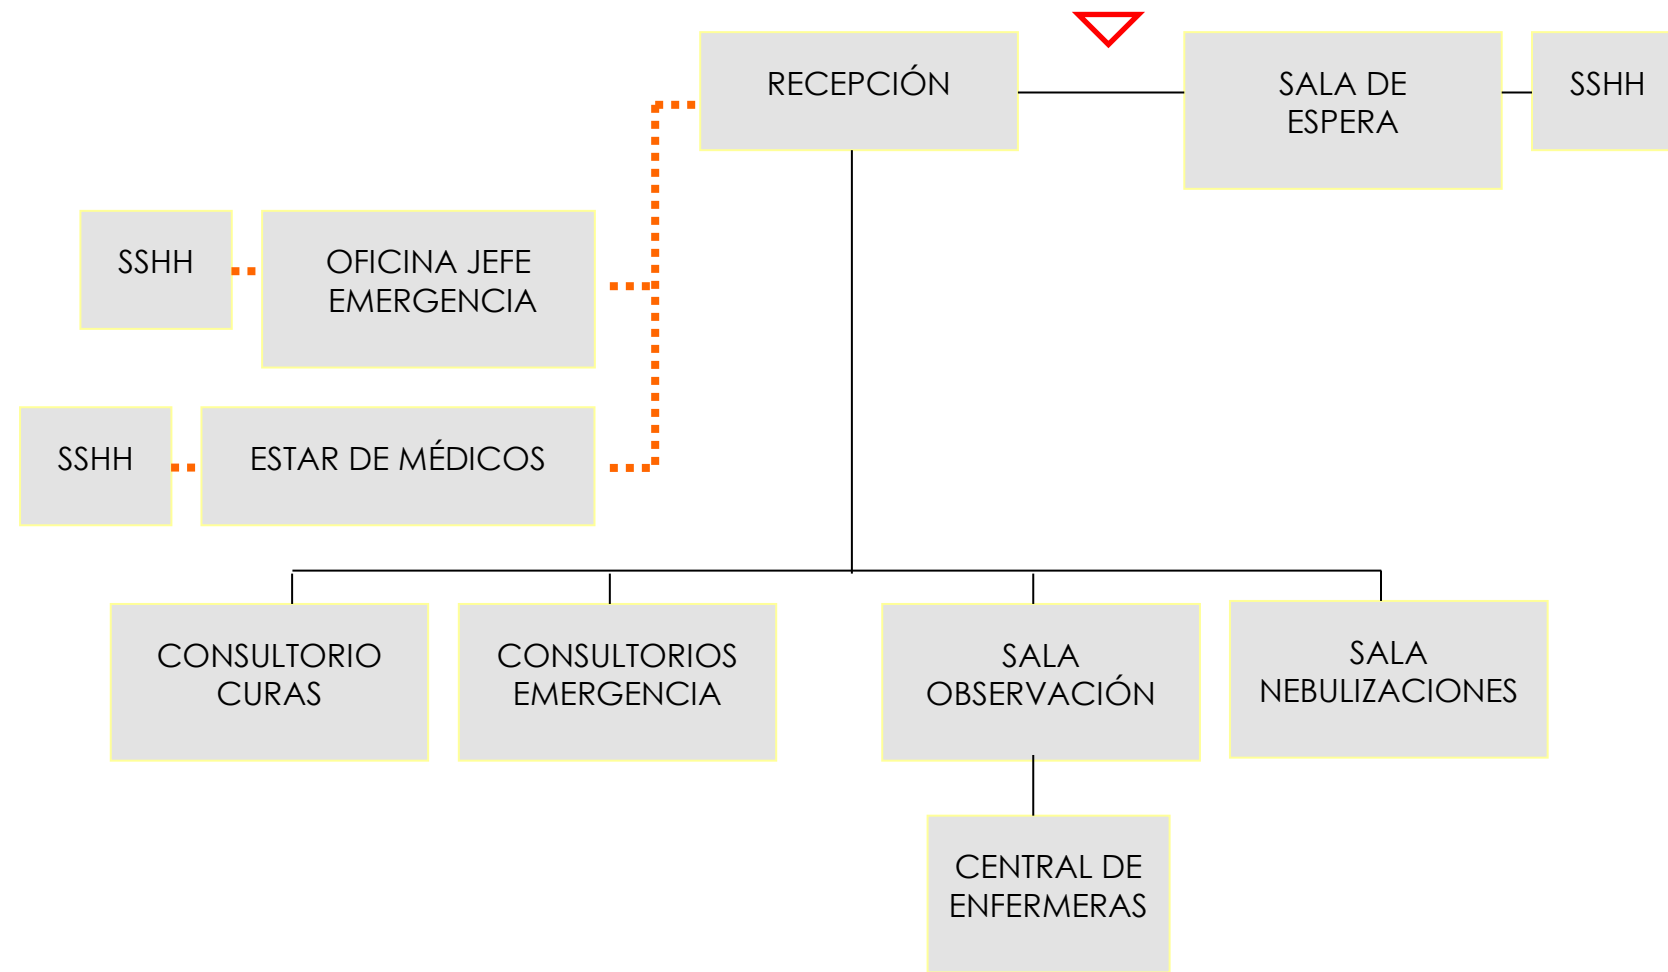 RECEPCIÓN
SALA DE
ESPERA
SSHH
SSHH
OFICINA JEFE
EMERGENCIA
SSHH
ESTAR DE MÉDICOS
CONSULTORIO
CURAS
CONSULTORIOS
EMERGENCIA
SALA
OBSERVACIÓN
SALA
NEBULIZACIONES
CENTRAL DE
ENFERMERAS